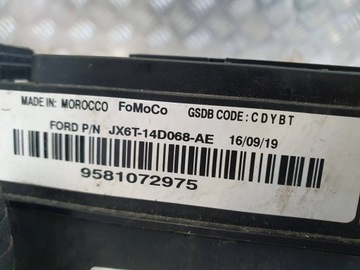 MADE IN: MOROCCO FoMoCo GSDB CODE: CDYBT
FORD P/N JX6T-14D068-AE 16/09/19
9581072975